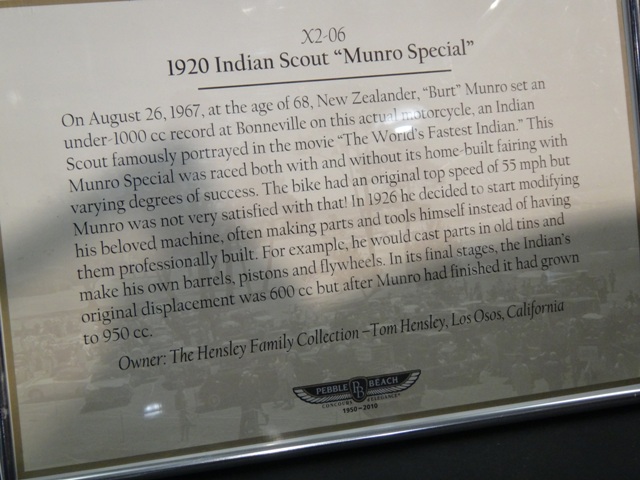 X2-06
1920 Indian Scout “Munro Special”
On August 26, 1967, at the age of 68, New Zealander, “Burt” Munro set an
under-1000 cc record at Bonneville on this actual motorcycle, an Indian
Scout famously portrayed in the movie “The World's Fastest Indian.” This
Munro Special was raced both with and without its home-built fairing with
varying degrees of success. The bike had an original top speed of 55 mph but
Munro was not very satisfied with that! In 1926 he decided to start modifying
his beloved machine, often making parts and tools himself instead of having
them professionally built. For example, he would cast parts in old tins and
make his own barrels, pistons and flywheels. In its final stages, the Indian's
original displacement was 600 cc but after Munro had finished it had grown
to 950 cc.
Owner: The Hensley Family Collection –Tom Hensley, Los Osos, California
PEBBLE BEACH
CONCOURS D'ELEGANCE
1950–2010